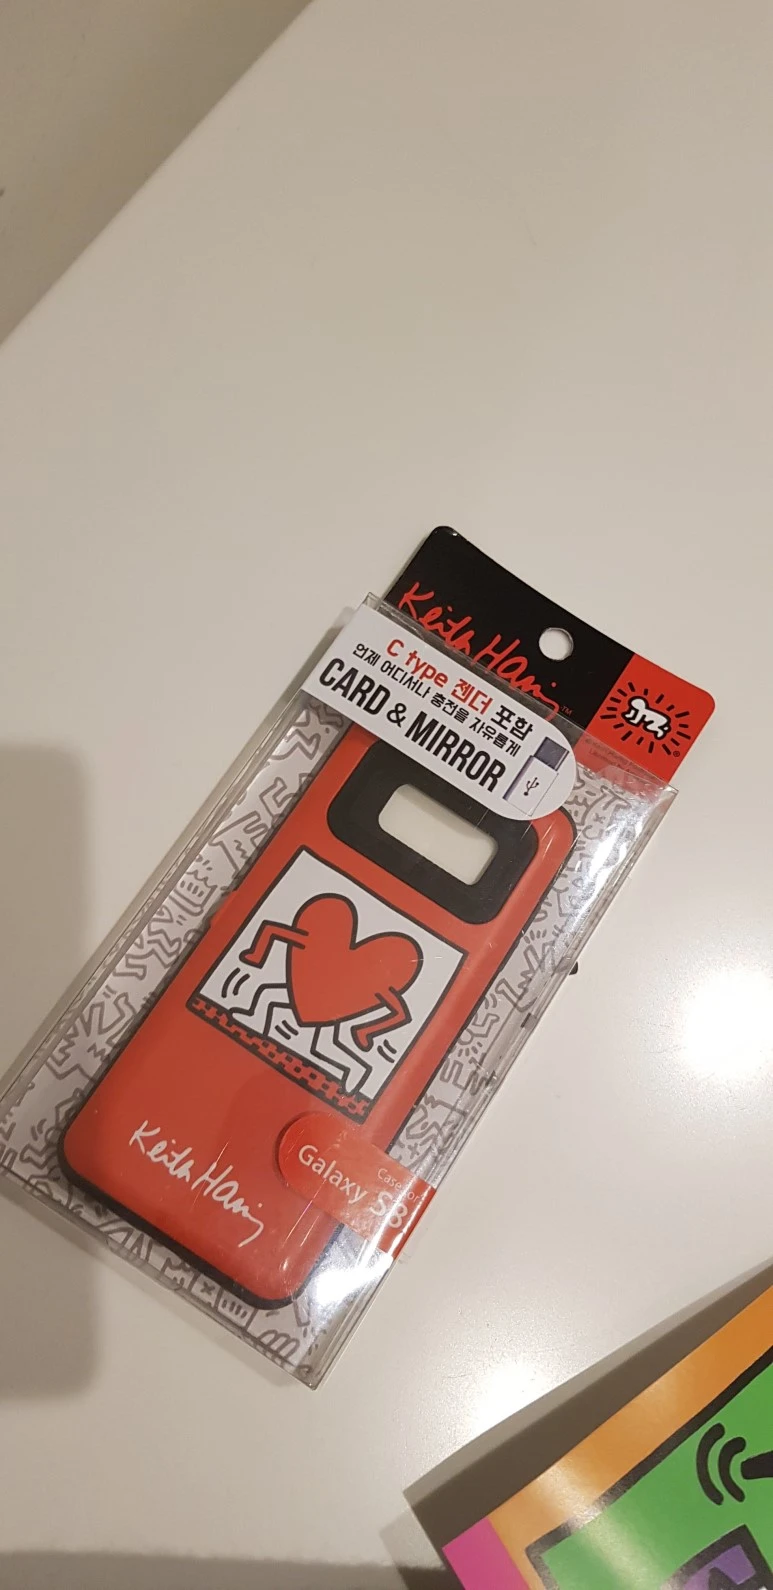 Keith Haring
TM
C type 젠더 포함
언제 어디서나 충전을 자유롭게
CARD & MIRROR
Keith Haring
Case for
Galaxy S8